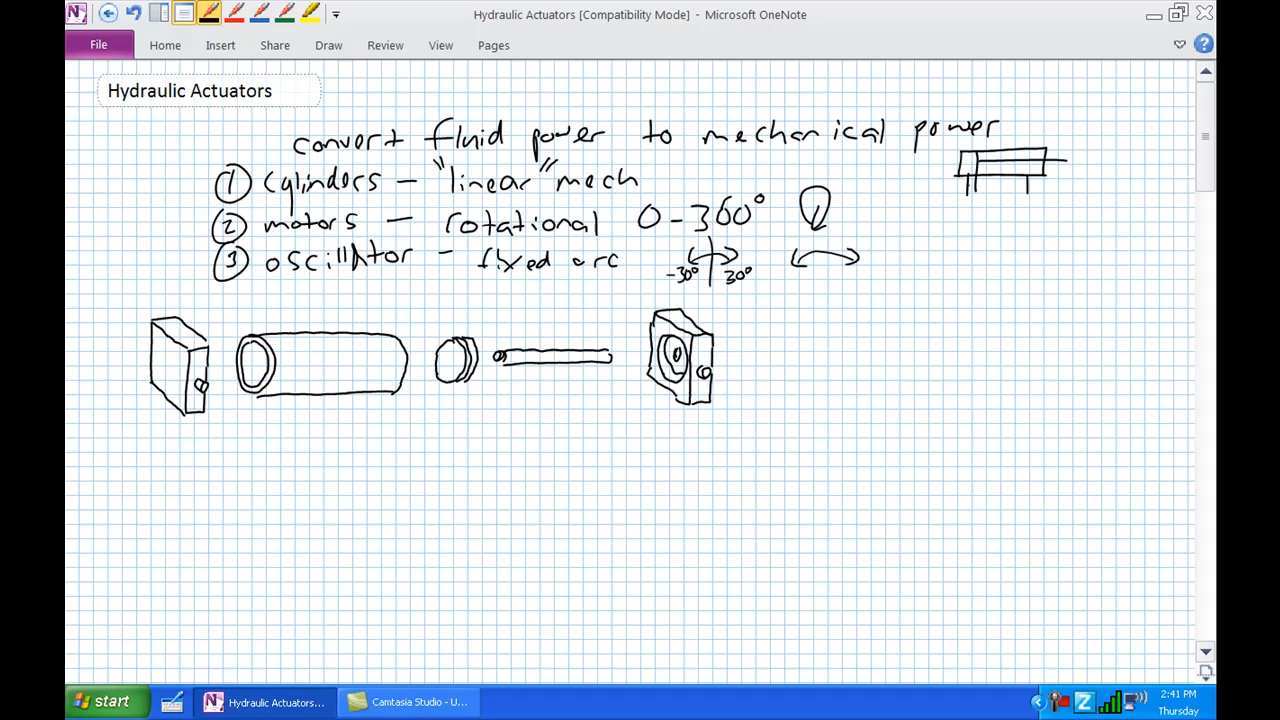 Hydraulic Actuators [Compatibility Mode] - Microsoft OneNote
File Home Insert Share Draw Review View Pages
Hydraulic Actuators
convert fluid power to mechanical power
① cylinders – "linear" mech
② motors – rotational 0-360°
③ oscillator – fixed arc
-30° 30°
start Hydraulic Actuators... Camtasia Studio - U... 2:41 PM
Thursday